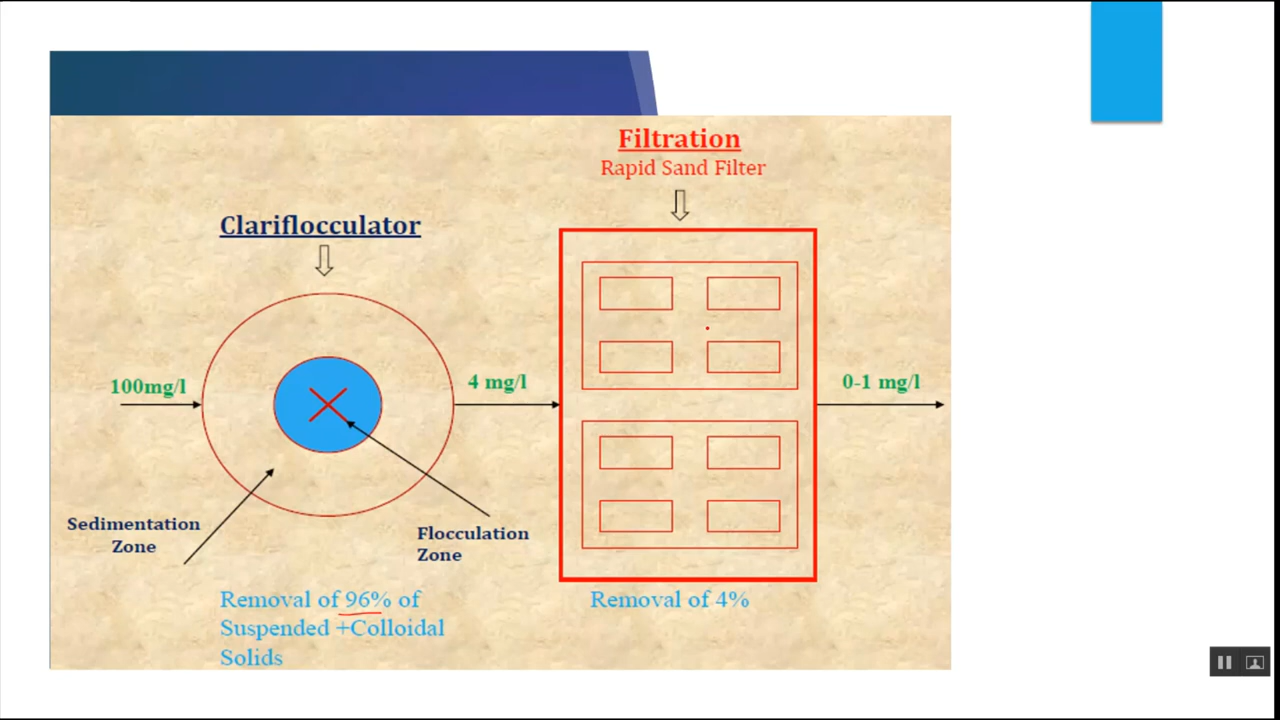 Filtration
Rapid Sand Filter
Clariflocculator
100mg/l
4 mg/l
0-1 mg/l
Sedimentation
Zone
Flocculation
Zone
Removal of 96% of
Suspended +Colloidal
Solids
Removal of 4%